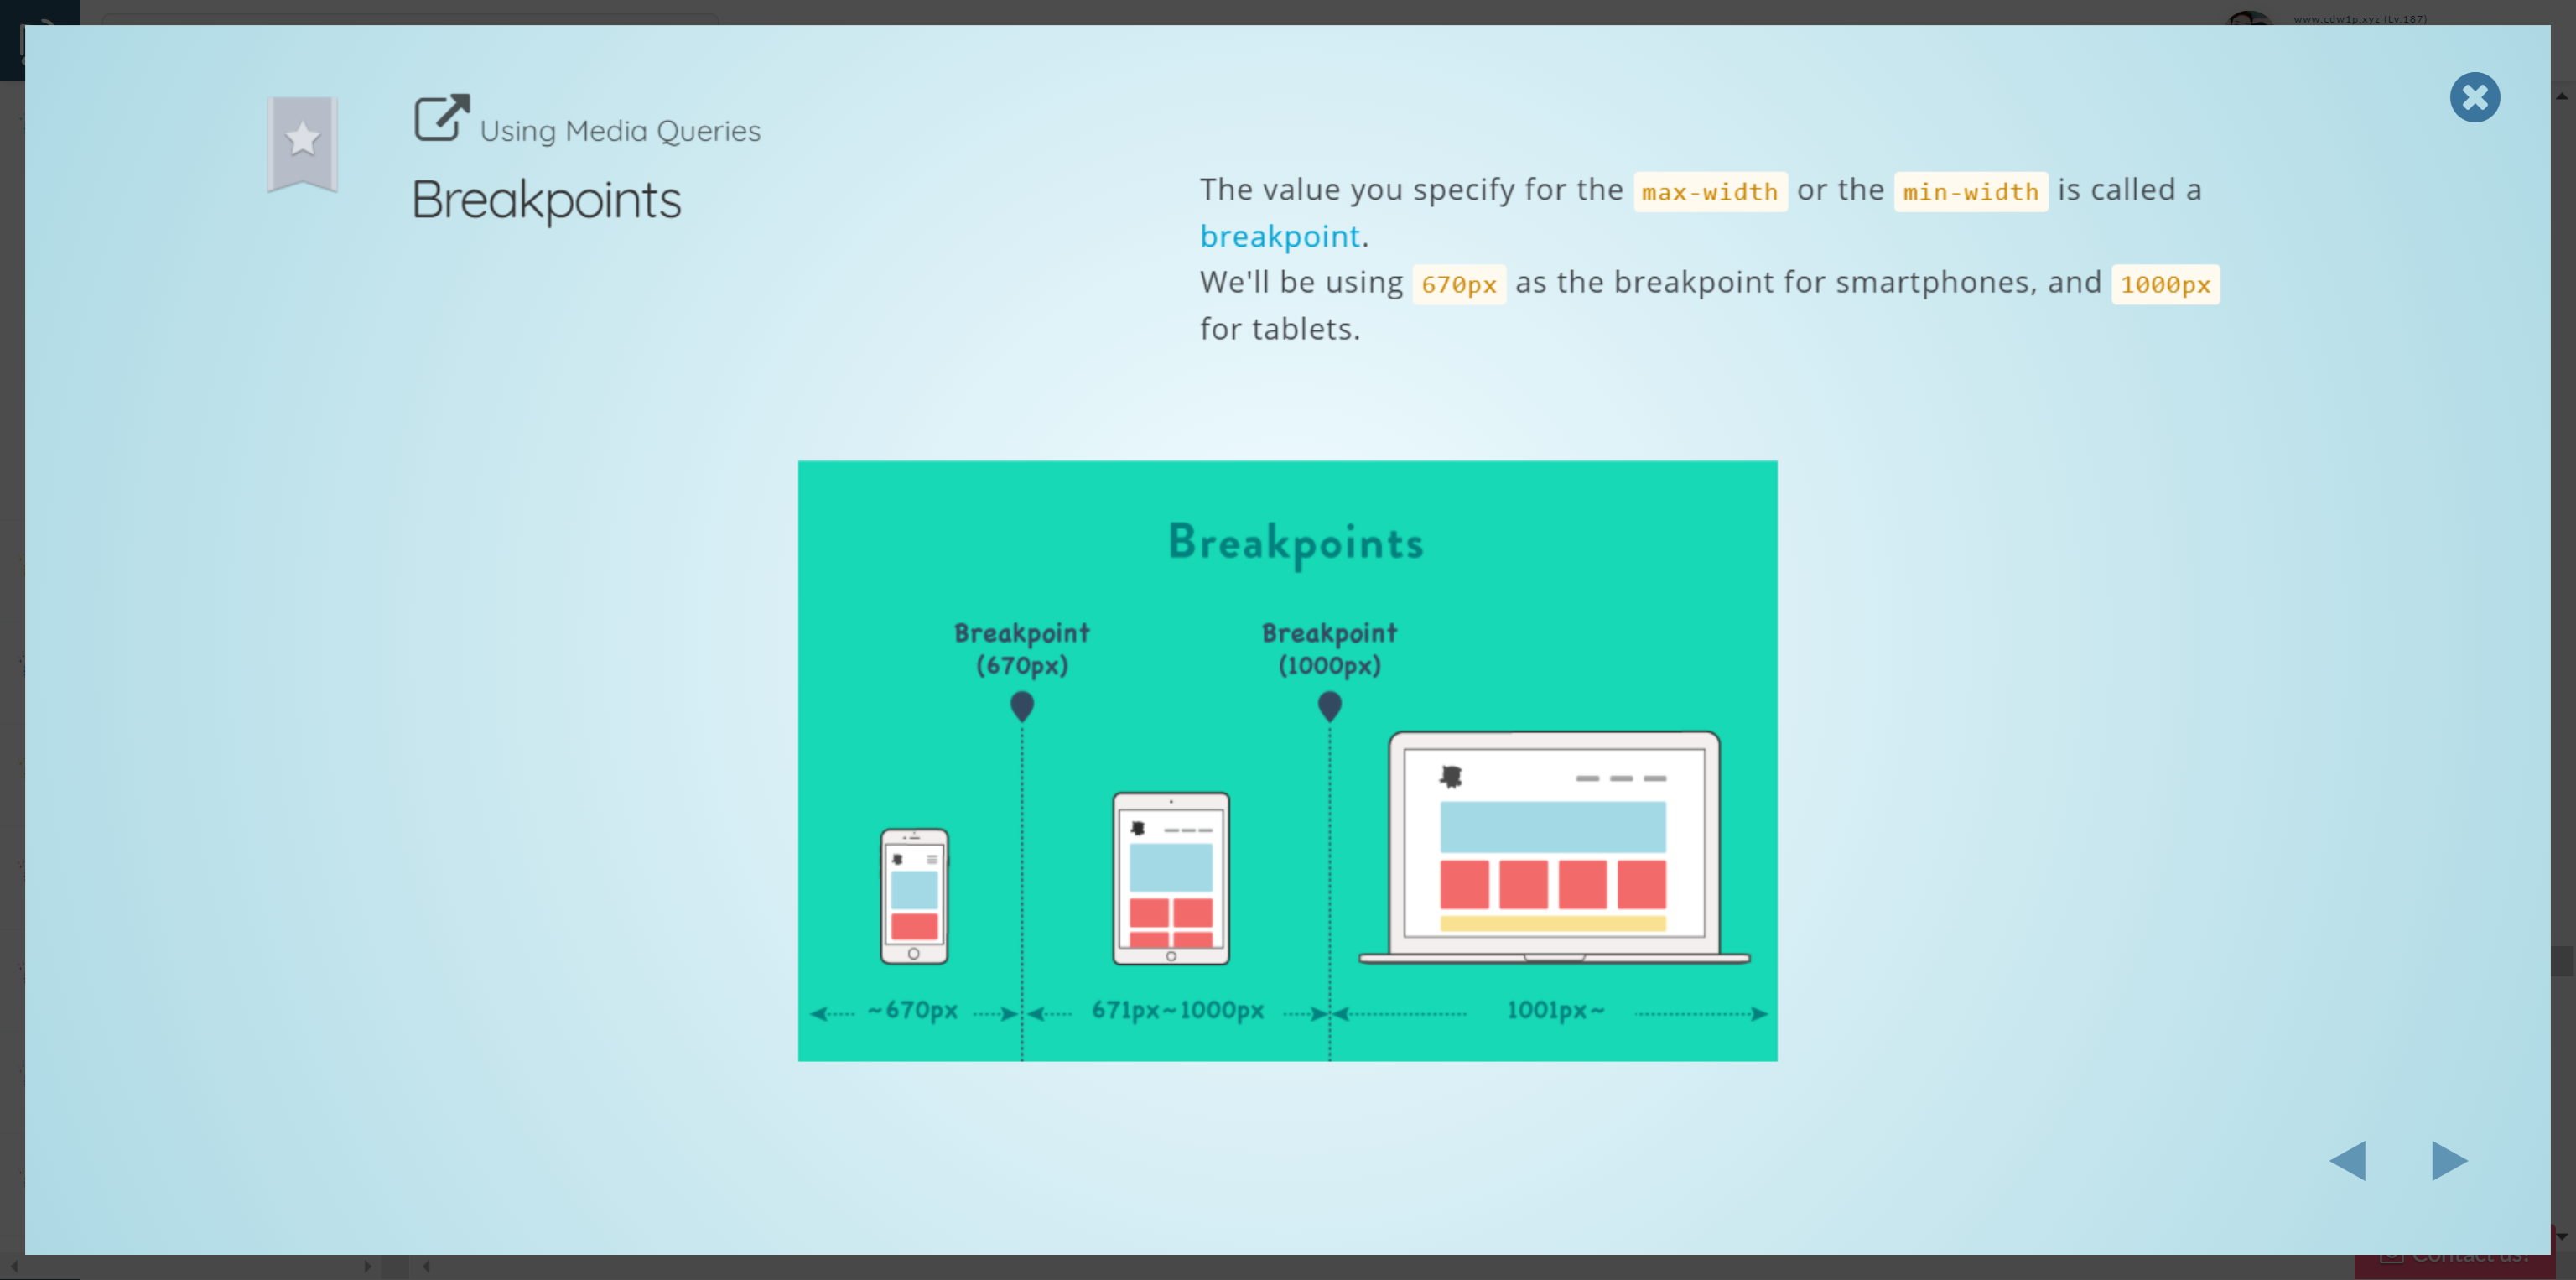 www.cdw1p.xyz (Lv.187)
Using Media Queries
Breakpoints
The value you specify for the max-width or the min-width is called a
breakpoint.
We'll be using 670px as the breakpoint for smartphones, and 1000px
for tablets.
Breakpoints
Breakpoint
(670px)
Breakpoint
(1000px)
~670px
671px~1000px
1001px~
Contact us!